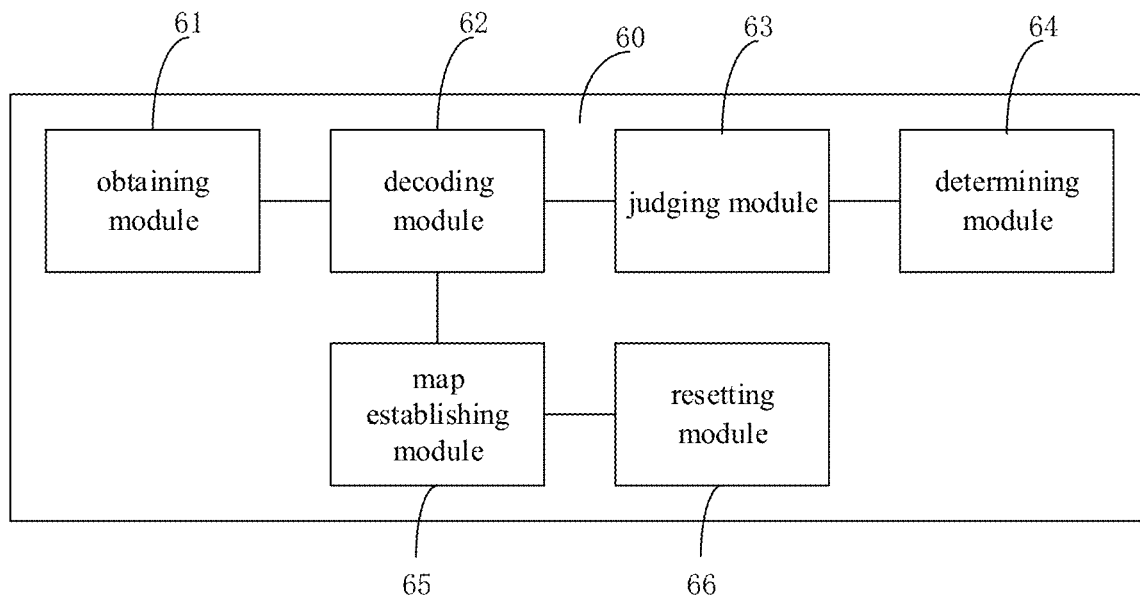 61
62
60
63
64
obtaining
module
decoding
module
judging module
determining
module
map
establishing
module
resetting
module
65
66